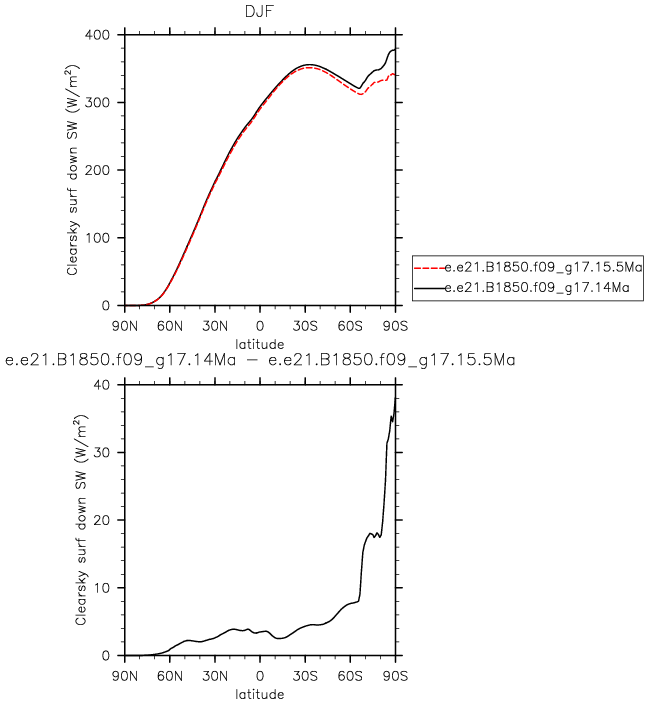 DJF
400
300
200
100
0
Clearsky surf down SW (W/m²)
90N 60N 30N 0 30S 60S 90S
latitude
e.e21.B1850.f09_g17.15.5Ma
e.e21.B1850.f09_g17.14Ma
e.e21.B1850.f09_g17.14Ma — e.e21.B1850.f09_g17.15.5Ma
40
30
20
10
0
Clearsky surf down SW (W/m²)
90N 60N 30N 0 30S 60S 90S
latitude